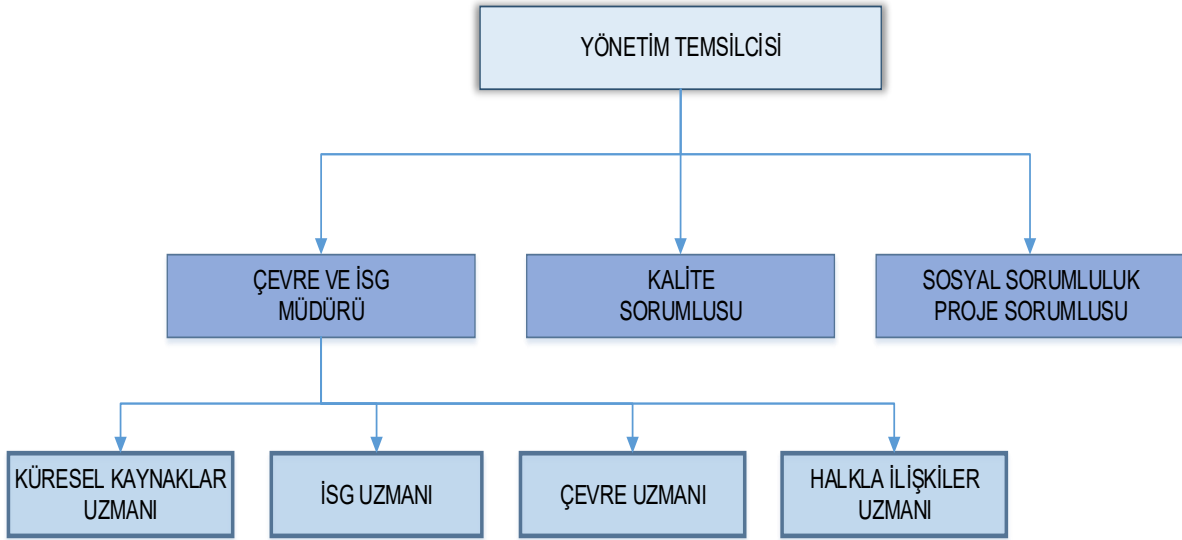 YÖNETİM TEMSİLCİSİ
ÇEVRE VE İSG
MÜDÜRÜ
KALİTE
SORUMLUSU
SOSYAL SORUMLULUK
PROJE SORUMLUSU
KÜRESEL KAYNAKLAR
UZMANI
İSG UZMANI
ÇEVRE UZMANI
HALKLA İLİŞKİLER
UZMANI